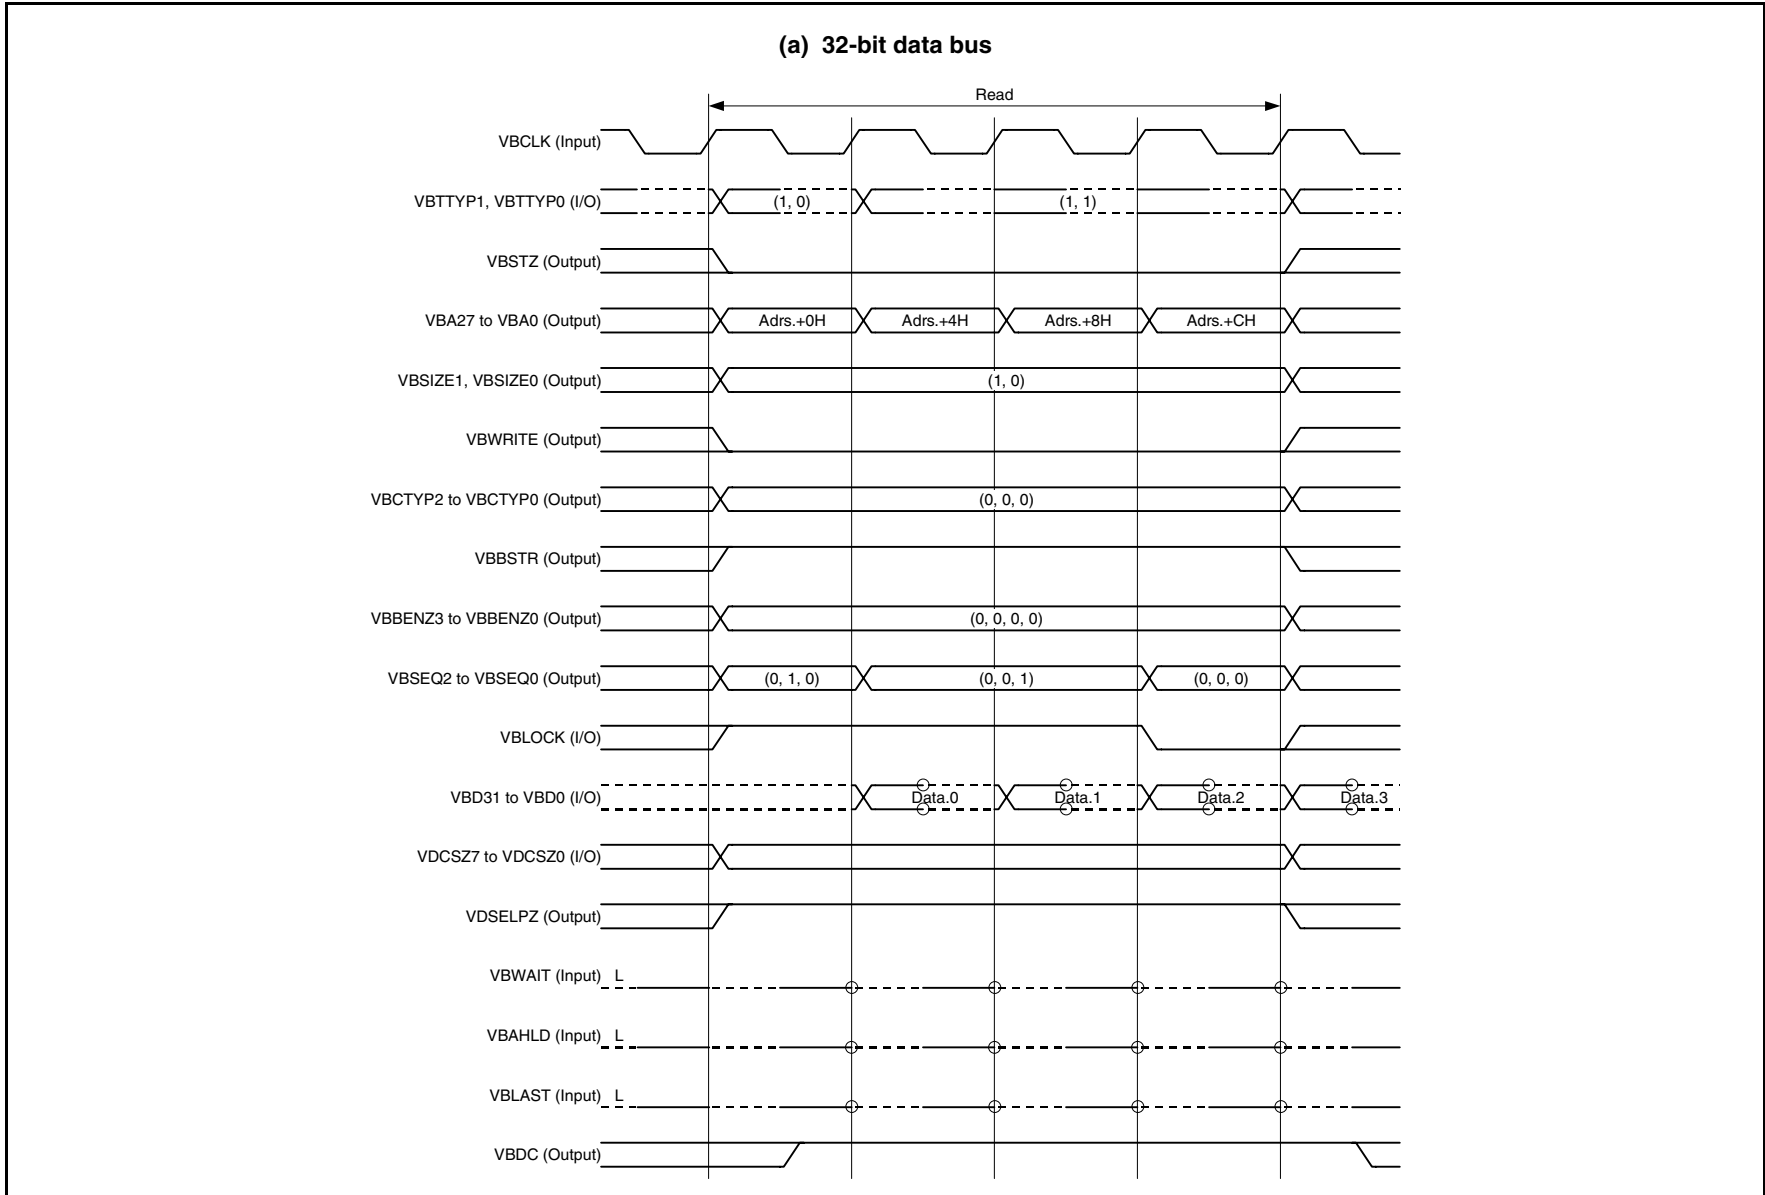 (a) 32-bit data bus
Read
VBCLK (Input)
VBTTYP1, VBTTYP0 (I/O) (1, 0) (1, 1)
VBSTZ (Output)
VBA27 to VBA0 (Output) Adrs.+0H Adrs.+4H Adrs.+8H Adrs.+CH
VBSIZE1, VBSIZE0 (Output) (1, 0)
VBWRITE (Output)
VBCTYP2 to VBCTYP0 (Output) (0, 0, 0)
VBBSTR (Output)
VBBENZ3 to VBBENZ0 (Output) (0, 0, 0, 0)
VBSEQ2 to VBSEQ0 (Output) (0, 1, 0) (0, 0, 1) (0, 0, 0)
VBLOCK (I/O)
VBD31 to VBD0 (I/O) Data.0 Data.1 Data.2 Data.3
VDCSZ7 to VDCSZ0 (I/O)
VDSELPZ (Output)
VBWAIT (Input) L
VBAHLD (Input) L
VBLAST (Input) L
VBDC (Output)